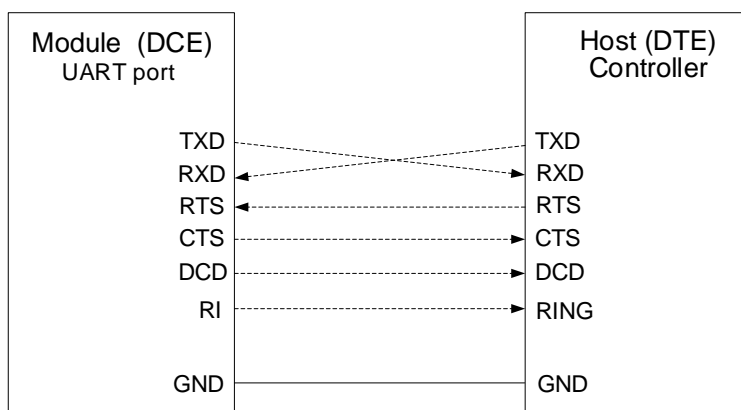 Module (DCE)
UART port
TXD
RXD
RTS
CTS
DCD
RI
GND
Host (DTE)
Controller
TXD
RXD
RTS
CTS
DCD
RING
GND